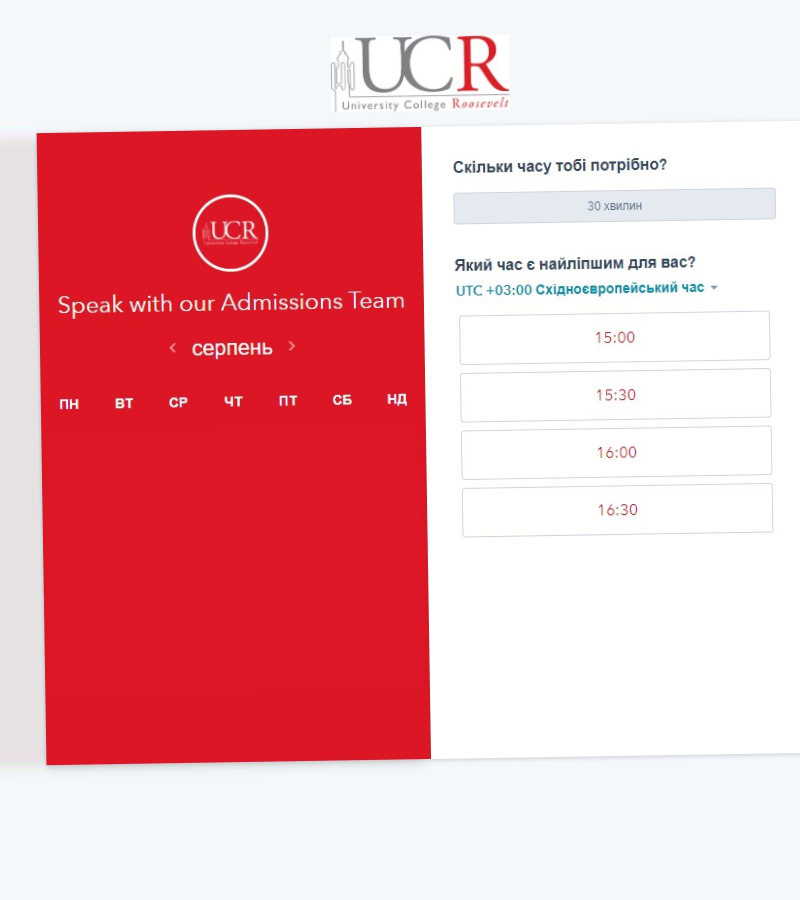 UCR
University College Roosevelt
UCR
Speak with our Admissions Team
серпень
ПН ВТ СР ЧТ ПТ СБ НД
Скільки часу тобі потрібно?
30 хвилин
Який час є найліпшим для вас?
UTC +03:00 Східноєвропейський час
15:00
15:30
16:00
16:30